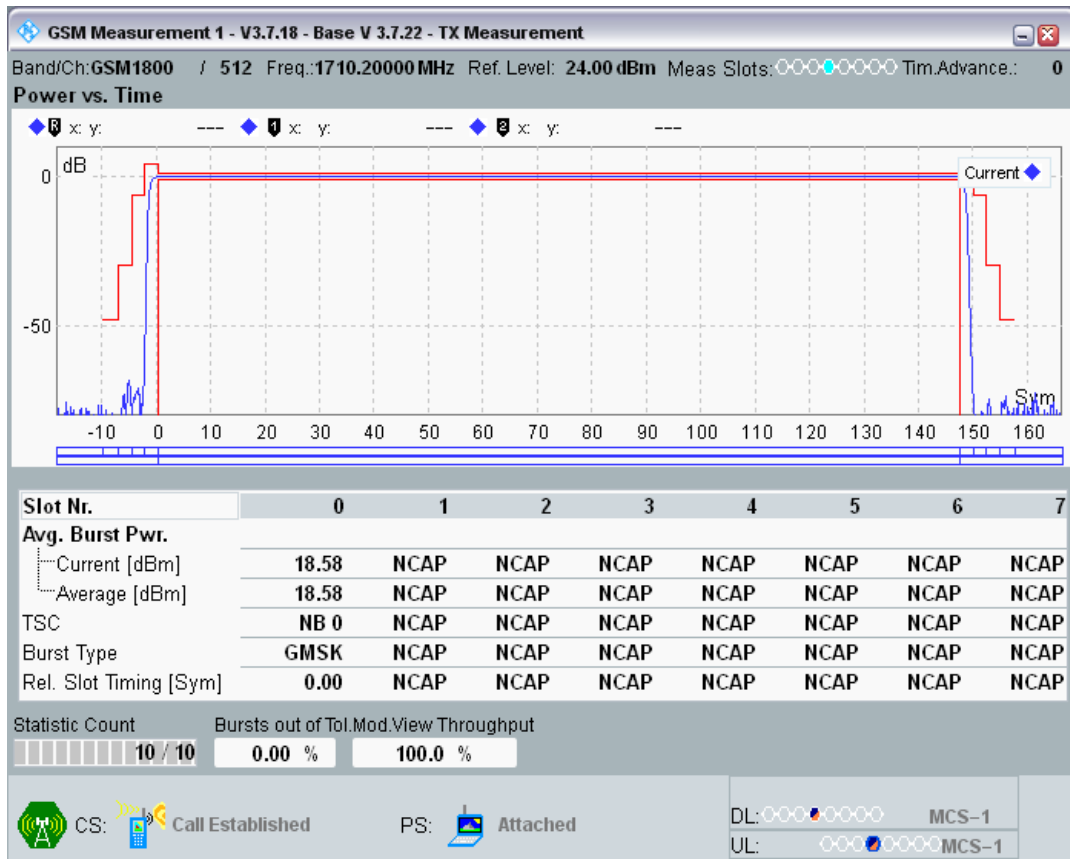 GSM Measurement 1 - V3.7.18 - Base V 3.7.22 - TX Measurement
Band/Ch:GSM1800 / 512 Freq.:1710.20000 MHz Ref. Level: 24.00 dBm Meas Slots: Tim.Advance.: 0
Power vs. Time
R x: y: --- 1 x: y: --- 2 x: y: ---
dB
Current
0
-50
Sym
-10 0 10 20 30 40 50 60 70 80 90 100 110 120 130 140 150 160
Slot Nr. 0 1 2 3 4 5 6 7
Avg. Burst Pwr.
Current [dBm] 18.58 NCAP NCAP NCAP NCAP NCAP NCAP NCAP
Average [dBm] 18.58 NCAP NCAP NCAP NCAP NCAP NCAP NCAP
TSC NB 0 NCAP NCAP NCAP NCAP NCAP NCAP NCAP
Burst Type GMSK NCAP NCAP NCAP NCAP NCAP NCAP NCAP
Rel. Slot Timing [Sym] 0.00 NCAP NCAP NCAP NCAP NCAP NCAP NCAP
Statistic Count Bursts out of Tol.Mod.View Throughput
10 / 10 0.00 % 100.0 %
CS: Call Established PS: Attached
DL: MCS-1
UL: MCS-1